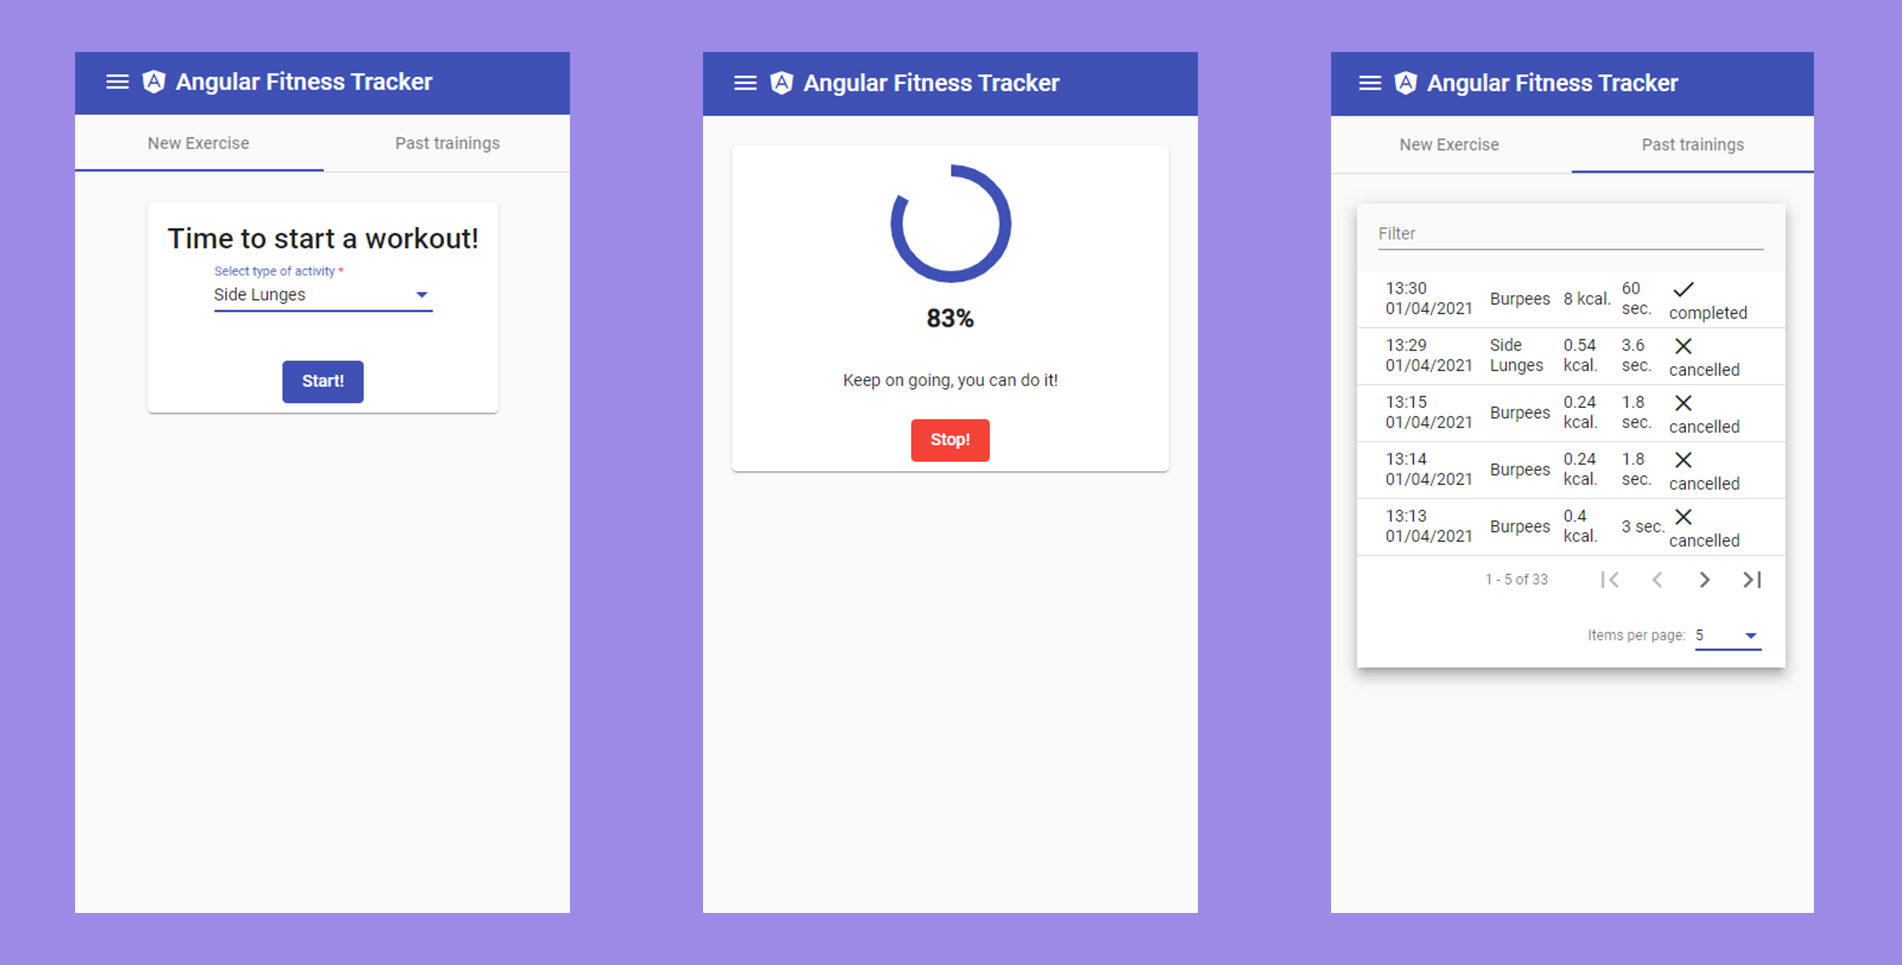 Angular Fitness Tracker
New Exercise
Past trainings
Time to start a workout!
Select type of activity *
Side Lunges
Start!
Angular Fitness Tracker
83%
Keep on going, you can do it!
Stop!
Angular Fitness Tracker
New Exercise
Past trainings
Filter
13:30
01/04/2021
Burpees
8 kcal.
60
sec.
completed
13:29
01/04/2021
Side
Lunges
0.54
kcal.
3.6
sec.
cancelled
13:15
01/04/2021
Burpees
0.24
kcal.
1.8
sec.
cancelled
13:14
01/04/2021
Burpees
0.24
kcal.
1.8
sec.
cancelled
13:13
01/04/2021
Burpees
0.4
kcal.
3 sec.
cancelled
1 - 5 of 33
Items per page: 5